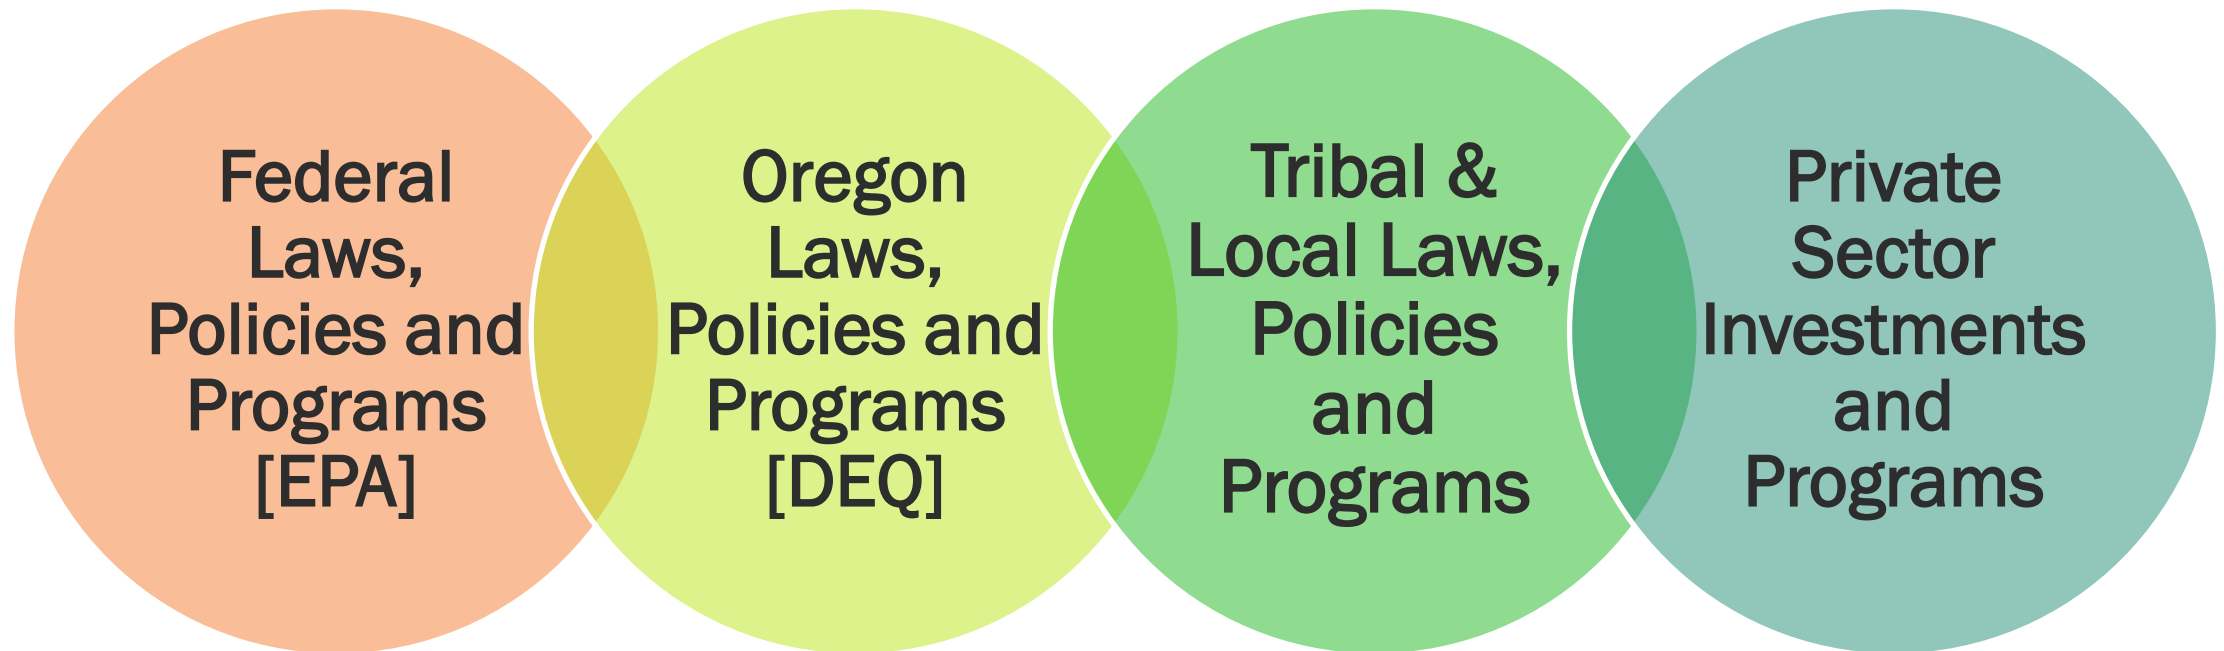 Federal
Laws,
Policies and
Programs
[EPA]
Oregon
Laws,
Policies and
Programs
[DEQ]
Tribal &
Local Laws,
Policies
and
Programs
Private
Sector
Investments
and
Programs